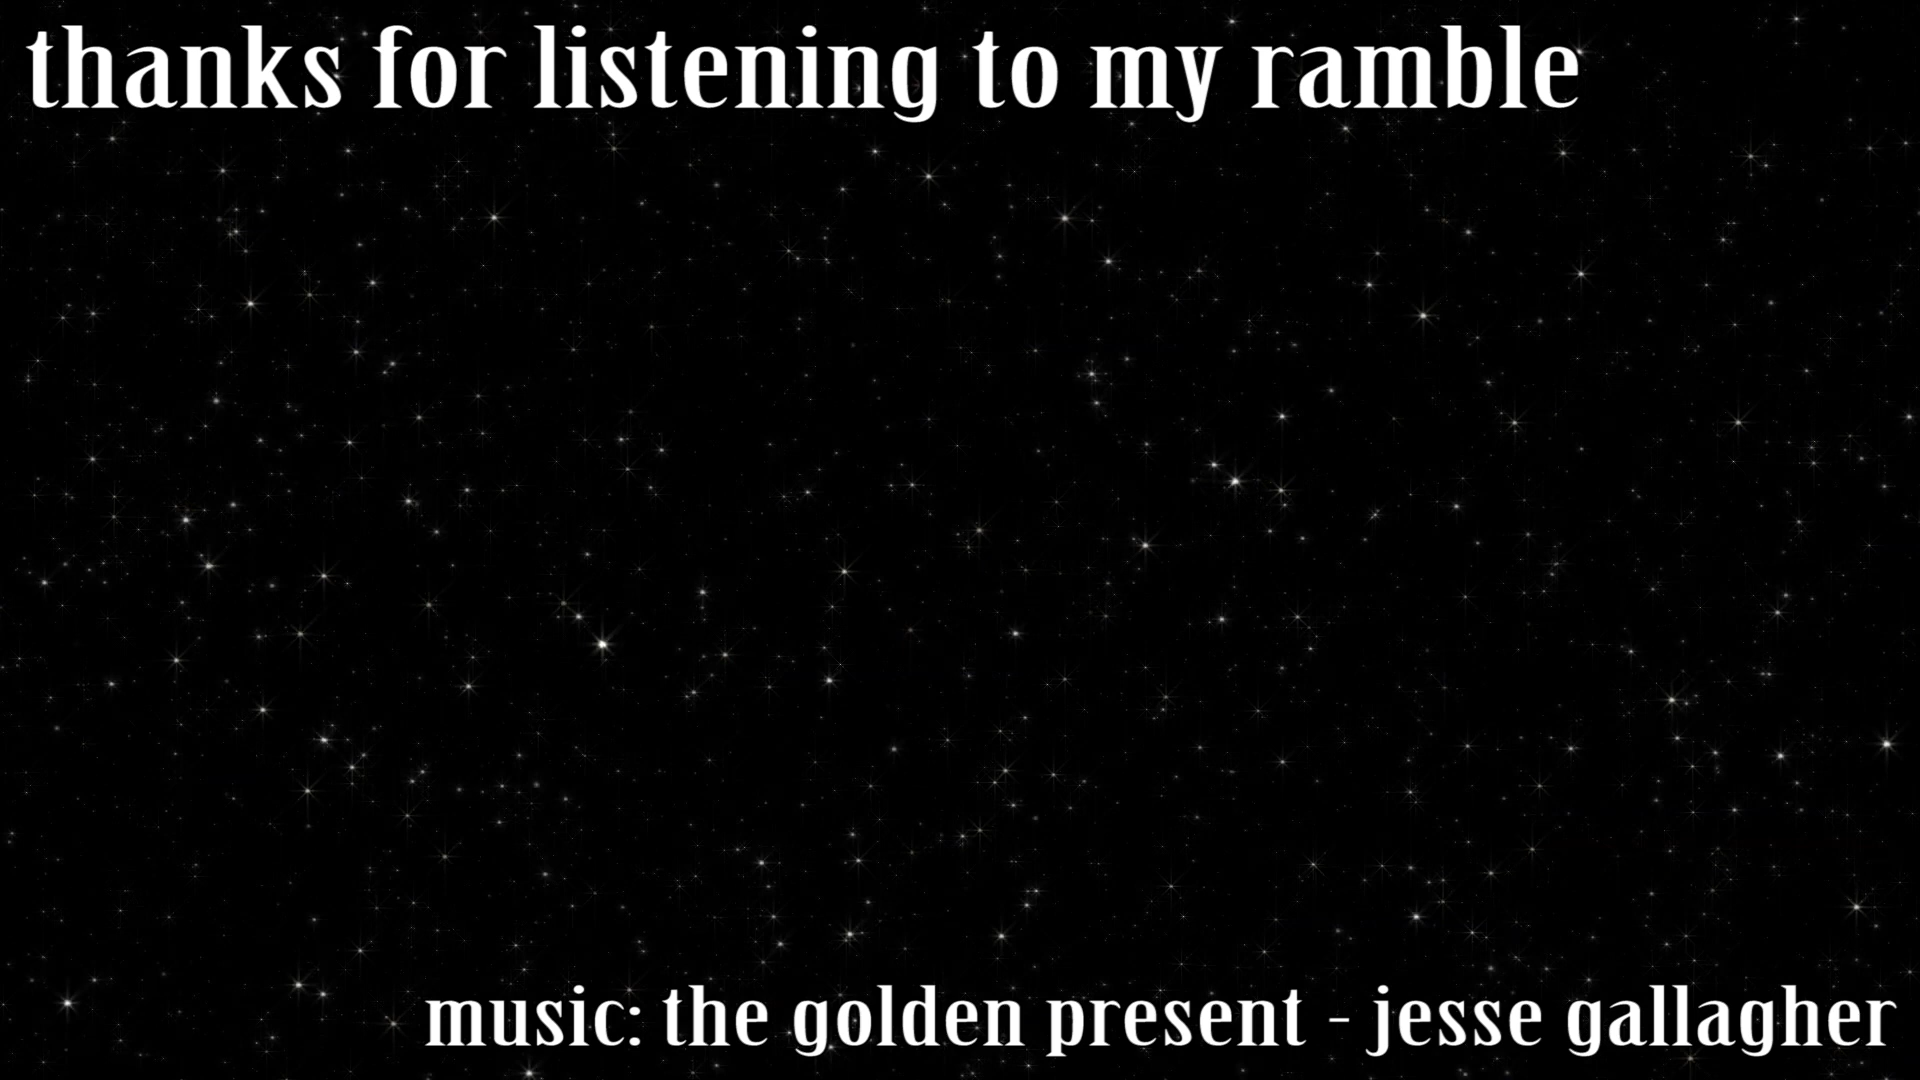 thanks for listening to my ramble
music: the golden present - jesse gallagher